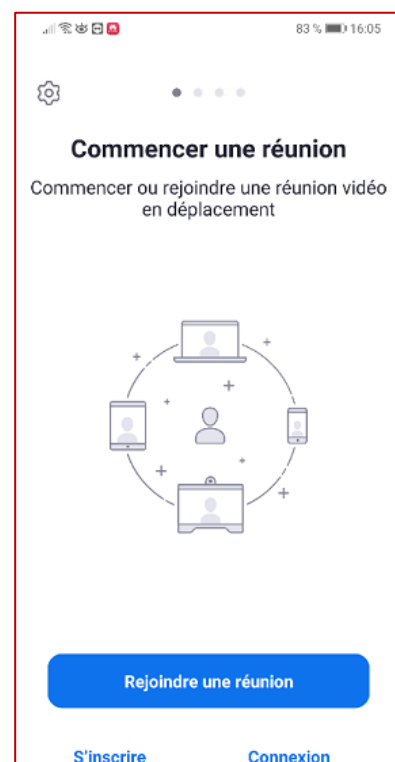 83 % 16:05
Commencer une réunion
Commencer ou rejoindre une réunion vidéo
en déplacement
Rejoindre une réunion
S'inscrire Connexion